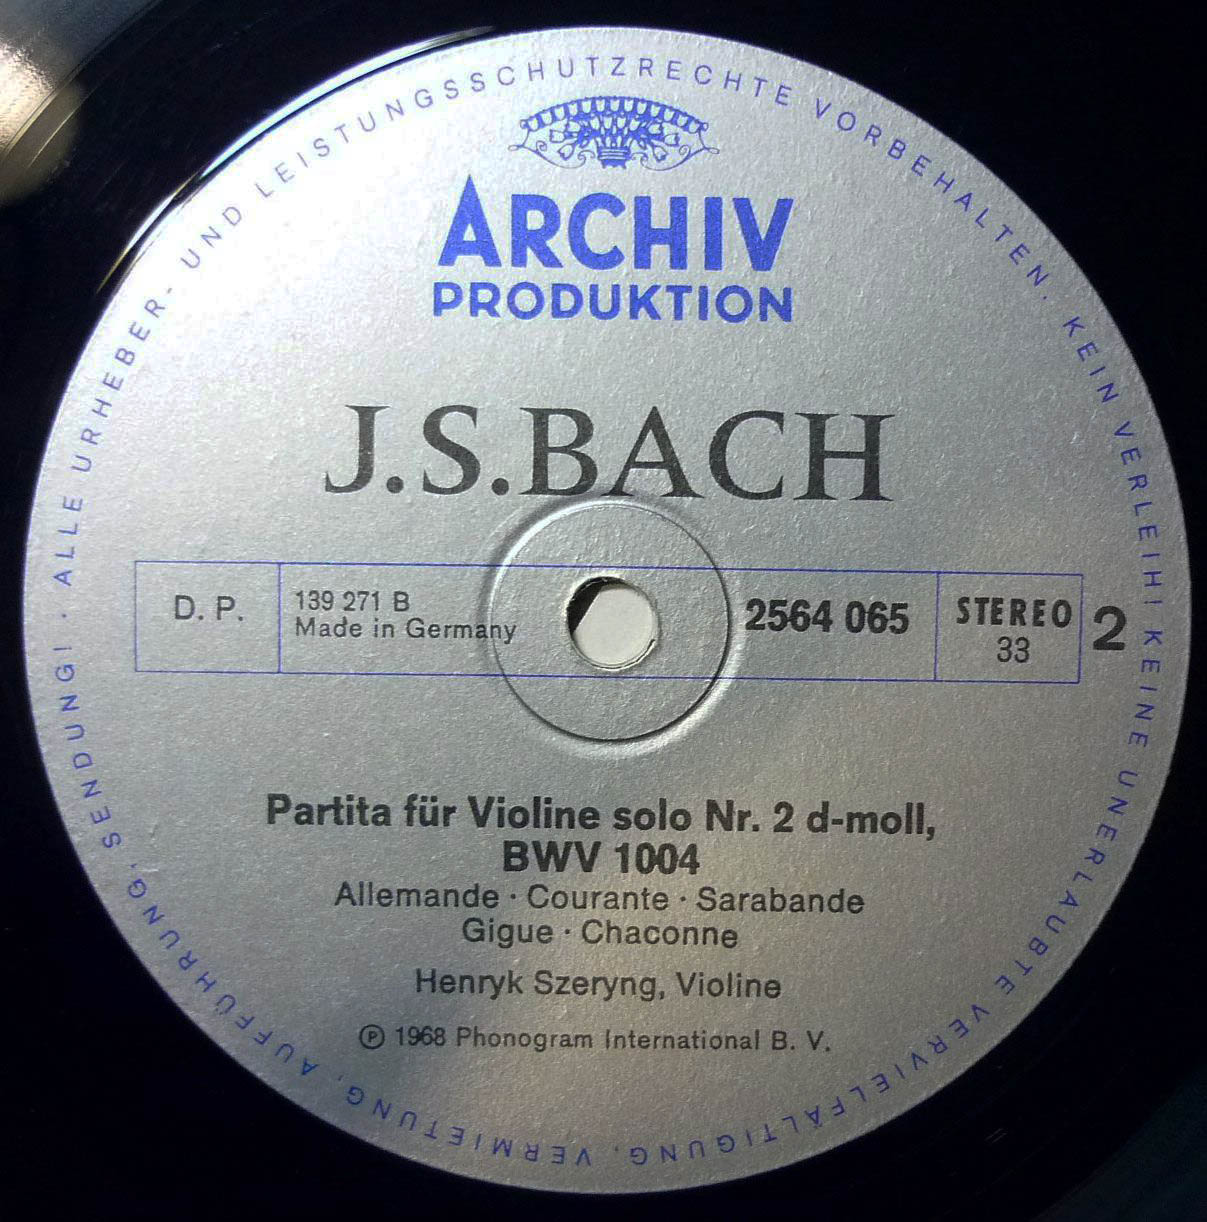 ALLE URHEBER- UND LEISTUNGSSCHUTZRECHTE VORBEHALTEN · KEIN VERLEIH! KEINE UNERLAUBTE VERVIELFÄLTIGUNG, VERMIETUNG, AUFFÜHRUNG, SENDUNG! ·
ARCHIV
PRODUKTION
J.S.BACH
D. P.
139 271 B
Made in Germany
2564 065
STEREO
33
2
Partita für Violine solo Nr. 2 d-moll,
BWV 1004
Allemande · Courante · Sarabande
Gigue · Chaconne
Henryk Szeryng, Violine
Ⓟ 1968 Phonogram International B. V.